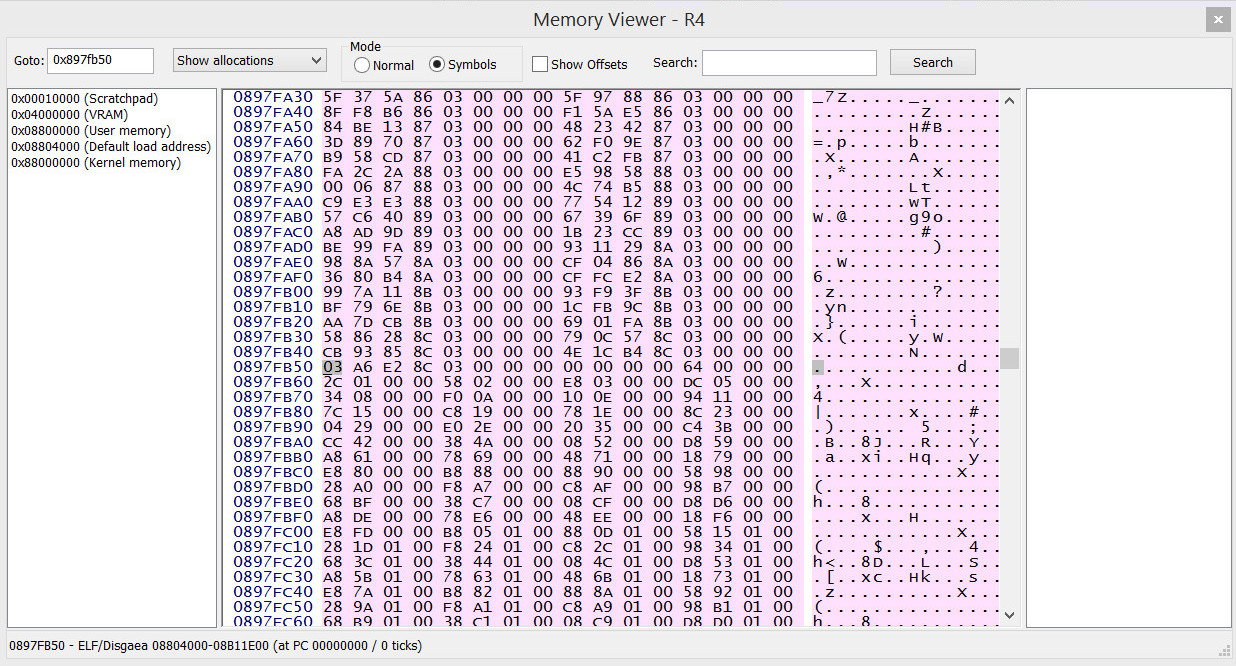 Memory Viewer - R4
Goto: 0x897fb50 Show allocations Mode Normal Symbols Show Offsets Search: Search
0x00010000 (Scratchpad)
0x04000000 (VRAM)
0x08800000 (User memory)
0x08804000 (Default load address)
0x88000000 (Kernel memory)
0897FA30 5F 37 5A 86 03 00 00 00 5F 97 88 86 03 00 00 00 _7Z....._.......
0897FA40 8F F8 B6 86 03 00 00 00 F1 5A E5 86 03 00 00 00 .........Z......
0897FA50 84 BE 13 87 03 00 00 00 48 23 42 87 03 00 00 00 ........H#B.....
0897FA60 3D 89 70 87 03 00 00 00 62 F0 9E 87 03 00 00 00 =.p.....b.......
0897FA70 B9 58 CD 87 03 00 00 00 41 C2 FB 87 03 00 00 00 .X......A.......
0897FA80 FA 2C 2A 88 03 00 00 00 E5 98 58 88 03 00 00 00 .,*.......X.....
0897FA90 00 06 87 88 03 00 00 00 4C 74 B5 88 03 00 00 00 ........Lt......
0897FAA0 C9 E3 E3 88 03 00 00 00 77 54 12 89 03 00 00 00 ........wT......
0897FAB0 57 C6 40 89 03 00 00 00 67 39 6F 89 03 00 00 00 W.@.....g9o.....
0897FAC0 A8 AD 9D 89 03 00 00 00 1B 23 CC 89 03 00 00 00 .........#......
0897FAD0 BE 99 FA 89 03 00 00 00 93 11 29 8A 03 00 00 00 ..........).....
0897FAE0 98 8A 57 8A 03 00 00 00 CF 04 86 8A 03 00 00 00 ..W.............
0897FAF0 36 80 B4 8A 03 00 00 00 CF FC E2 8A 03 00 00 00 6...............
0897FB00 99 7A 11 8B 03 00 00 00 93 F9 3F 8B 03 00 00 00 .z........?.....
0897FB10 BF 79 6E 8B 03 00 00 00 1C FB 9C 8B 03 00 00 00 .yn.............
0897FB20 AA 7D CB 8B 03 00 00 00 69 01 FA 8B 03 00 00 00 .}......i.......
0897FB30 58 86 28 8C 03 00 00 00 79 0C 57 8C 03 00 00 00 X.(.....y.W.....
0897FB40 CB 93 85 8C 03 00 00 00 4E 1C B4 8C 03 00 00 00 ........N.......
0897FB50 03 A6 E2 8C 03 00 00 00 00 00 00 00 64 00 00 00 ............d...
0897FB60 2C 01 00 00 58 02 00 00 E8 03 00 00 DC 05 00 00 ,...X...........
0897FB70 34 08 00 00 F0 0A 00 00 10 0E 00 00 94 11 00 00 4...............
0897FB80 7C 15 00 00 C8 19 00 00 78 1E 00 00 8C 23 00 00 |.......x....#..
0897FB90 04 29 00 00 E0 2E 00 00 20 35 00 00 C4 3B 00 00 .)...... 5...;..
0897FBA0 CC 42 00 00 38 4A 00 00 08 52 00 00 D8 59 00 00 .B..8J...R...Y..
0897FBB0 A8 61 00 00 78 69 00 00 48 71 00 00 18 79 00 00 .a..xi..Hq...y..
0897FBC0 E8 80 00 00 B8 88 00 00 88 90 00 00 58 98 00 00 ............X...
0897FBD0 28 A0 00 00 F8 A7 00 00 C8 AF 00 00 98 B7 00 00 (...............
0897FBE0 68 BF 00 00 38 C7 00 00 08 CF 00 00 D8 D6 00 00 h...8...........
0897FBF0 A8 DE 00 00 78 E6 00 00 48 EE 00 00 18 F6 00 00 ....x...H.......
0897FC00 E8 FD 00 00 B8 05 01 00 88 0D 01 00 58 15 01 00 ............X...
0897FC10 28 1D 01 00 F8 24 01 00 C8 2C 01 00 98 34 01 00 (....$...,...4..
0897FC20 68 3C 01 00 38 44 01 00 08 4C 01 00 D8 53 01 00 h<..8D...L...S..
0897FC30 A8 5B 01 00 78 63 01 00 48 6B 01 00 18 73 01 00 .[..xc..Hk...s..
0897FC40 E8 7A 01 00 B8 82 01 00 88 8A 01 00 58 92 01 00 .z..........X...
0897FC50 28 9A 01 00 F8 A1 01 00 C8 A9 01 00 98 B1 01 00 (...............
0897FC60 68 B9 01 00 38 C1 01 00 08 C9 01 00 D8 D0 01 00 h...8...........
0897FB50 - ELF/Disgaea 08804000-08B11E00 (at PC 00000000 / 0 ticks)